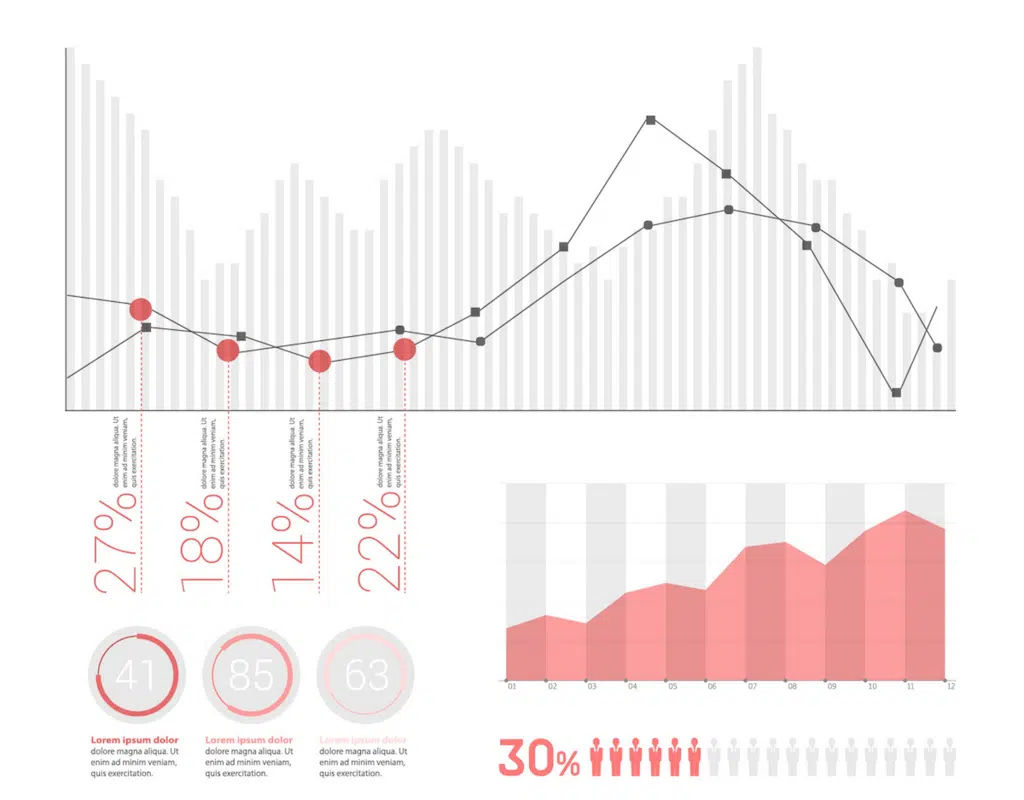 dolore magna aliqua. Ut
enim ad minim veniam,
quis exercitation.
27%
dolore magna aliqua. Ut
enim ad minim veniam,
quis exercitation.
18%
dolore magna aliqua. Ut
enim ad minim veniam,
quis exercitation.
14%
dolore magna aliqua. Ut
enim ad minim veniam,
quis exercitation.
22%
01 02 03 04 05 06 07 08 09 10 11 12
41
Lorem ipsum dolor
dolore magna aliqua. Ut
enim ad minim veniam,
quis exercitation.
85
Lorem ipsum dolor
dolore magna aliqua. Ut
enim ad minim veniam,
quis exercitation.
63
Lorem ipsum dolor
dolore magna aliqua. Ut
enim ad minim veniam,
quis exercitation.
30%